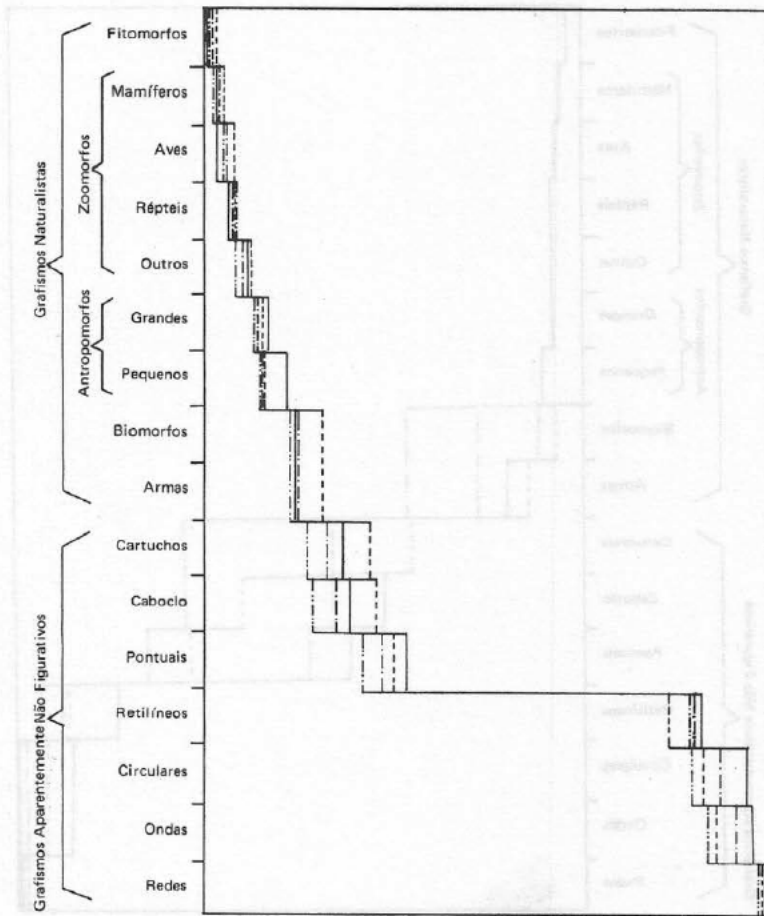 Grafismos Naturalistas
Zoomorfos
Antropomorfos
Fitomorfos
Mamíferos
Aves
Répteis
Outros
Grandes
Pequenos
Biomorfos
Armas
Grafismos Aparentemente Não Figurativos
Cartuchos
Caboclo
Pontuais
Retilíneos
Circulares
Ondas
Redes